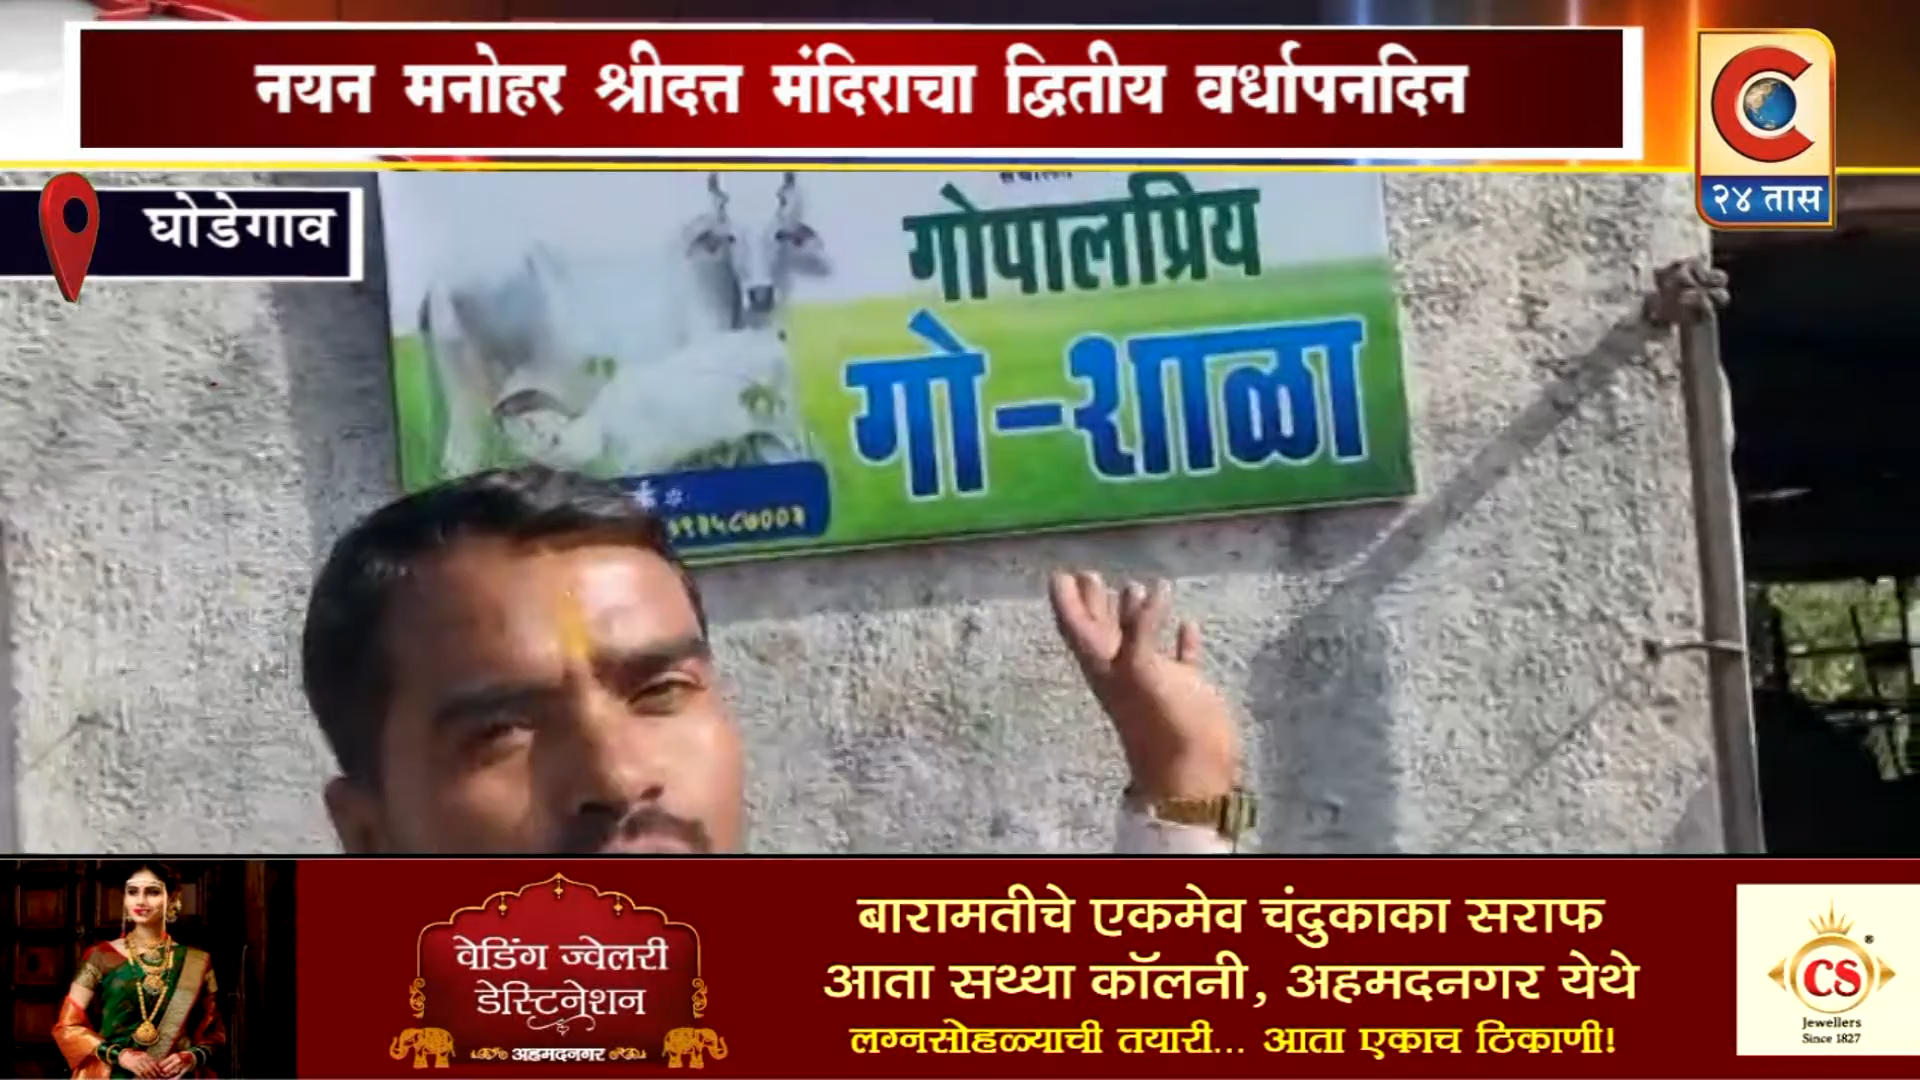 नयन मनोहर श्रीदत्त मंदिराचा द्वितीय वर्धापनदिन
२४ तास
घोडेगाव
गोपालप्रिय
गो-शाळा
वेडिंग ज्वेलरी
डेस्टिनेशन
अहमदनगर
बारामतीचे एकमेव चंदुकाका सराफ
आता सथ्था कॉलनी, अहमदनगर येथे
लग्नसोहळ्याची तयारी... आता एकाच ठिकाणी!
CS
®
Jewellers
Since 1827